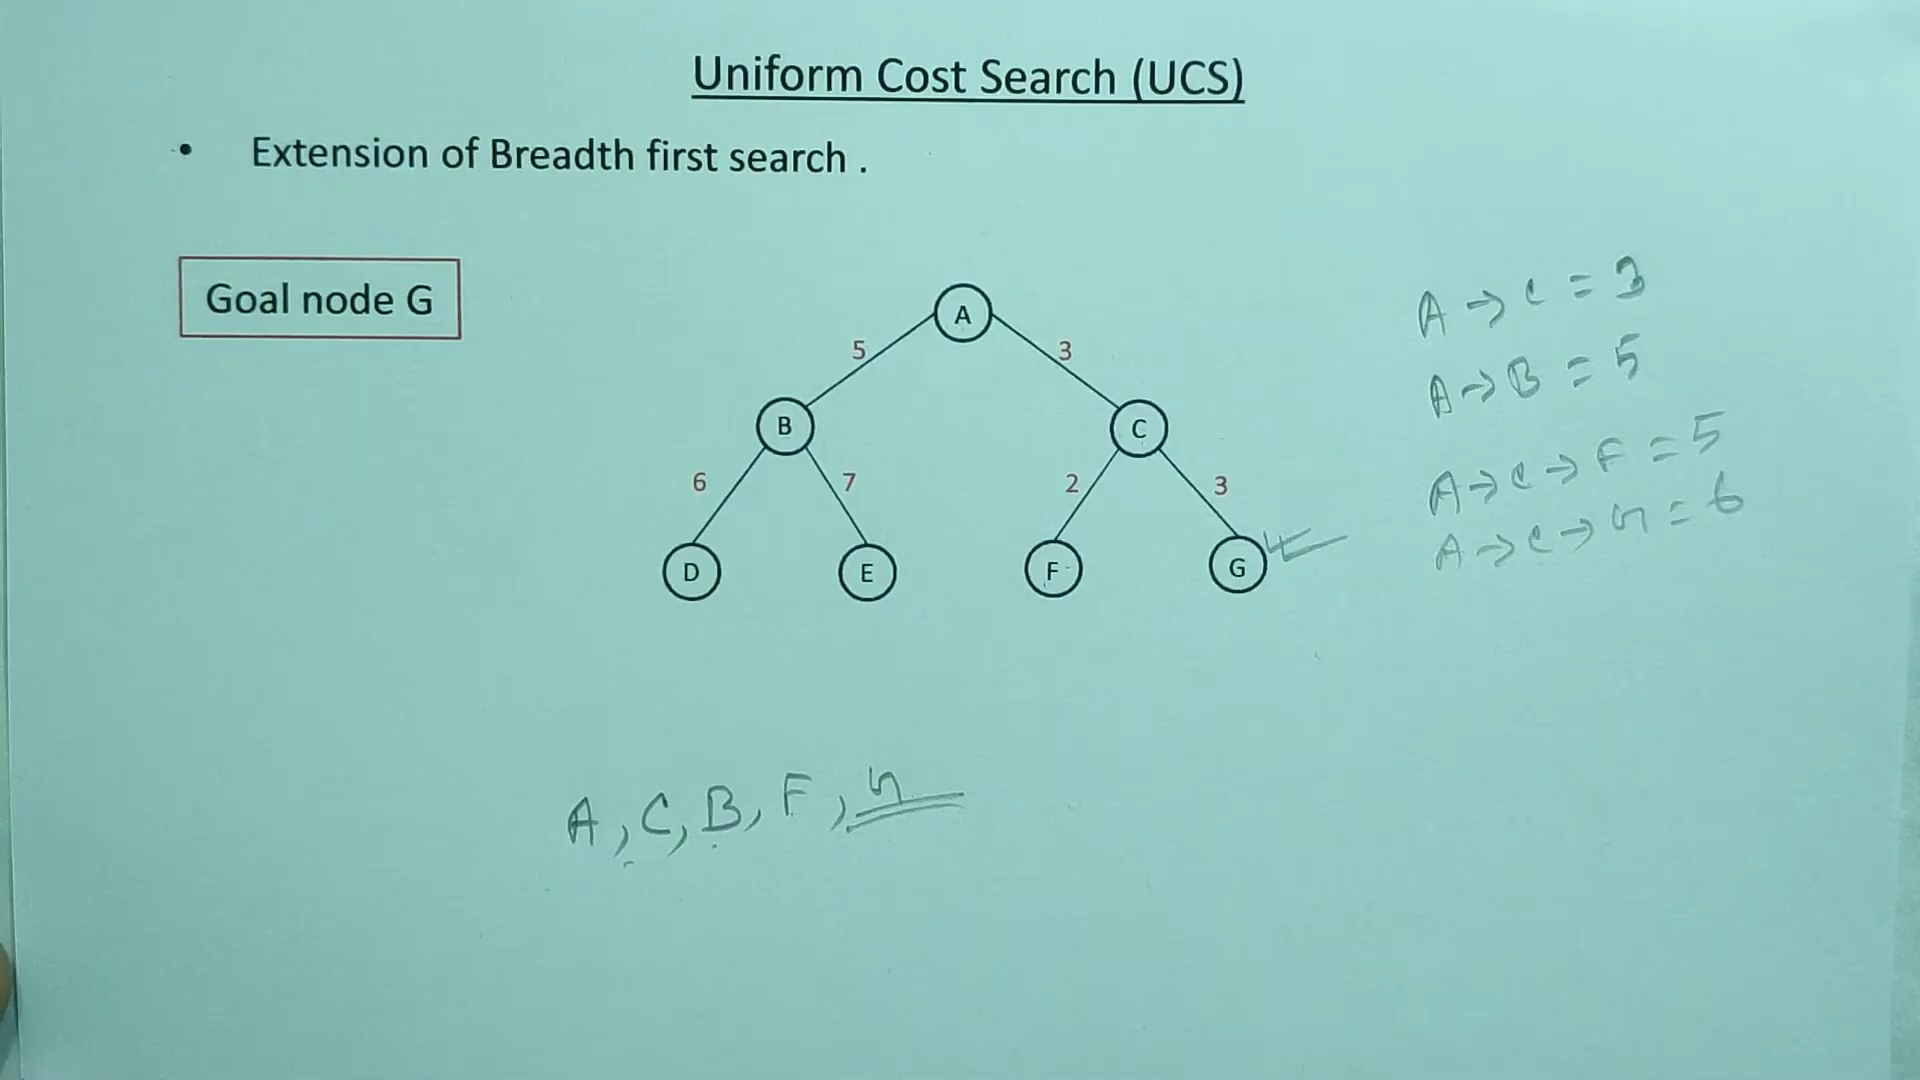 Uniform Cost Search (UCS)
• Extension of Breadth first search .
Goal node G
A
5
3
B
C
6
7
2
3
D
E
F
G
A → C = 3
A → B = 5
A → C → F = 5
A → C → G = 6
A , C, B, F , G